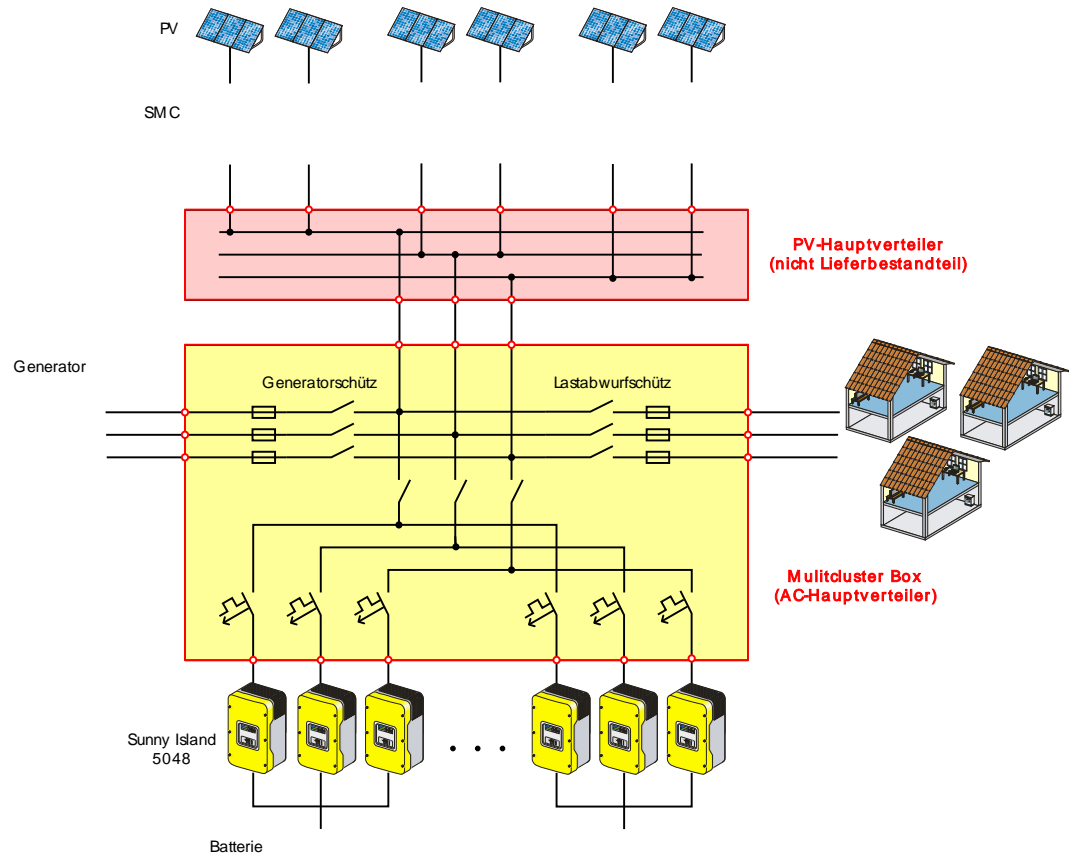 PV
SMC
PV-Hauptverteiler
(nicht Lieferbestandteil)
Generator
Generatorschütz
Lastabwurfschütz
Mulitcluster Box
(AC-Hauptverteiler)
Sunny Island
5048
Batterie